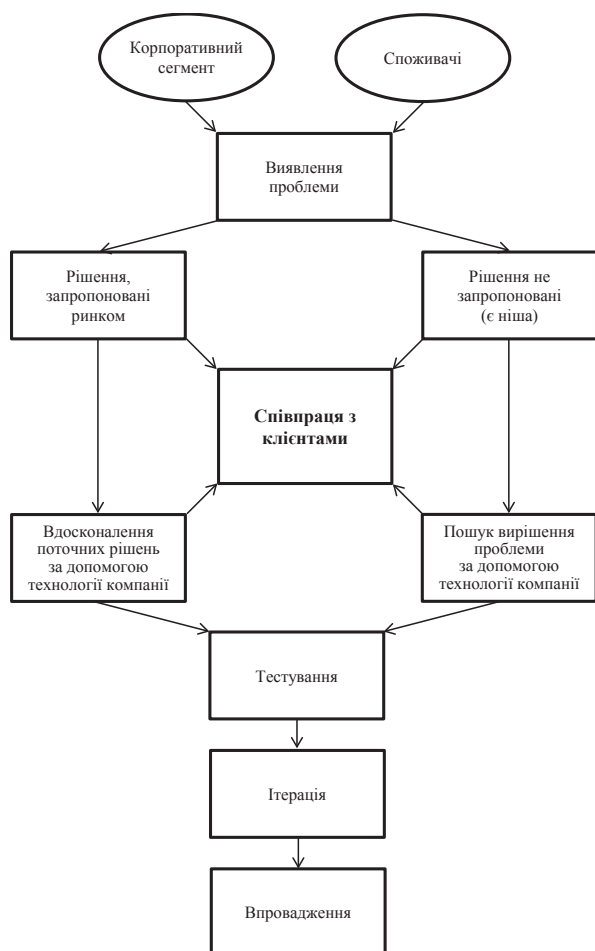 Корпоративний
сегмент
Споживачі
Виявлення
проблеми
Рішення,
запропоновані
ринком
Рішення не
запропоновані
(є ніша)
Співпраця з
клієнтами
Вдосконалення
поточних рішень
за допомогою
технології компанії
Пошук вирішення
проблеми
за допомогою
технології компанії
Тестування
Ітерація
Впровадження